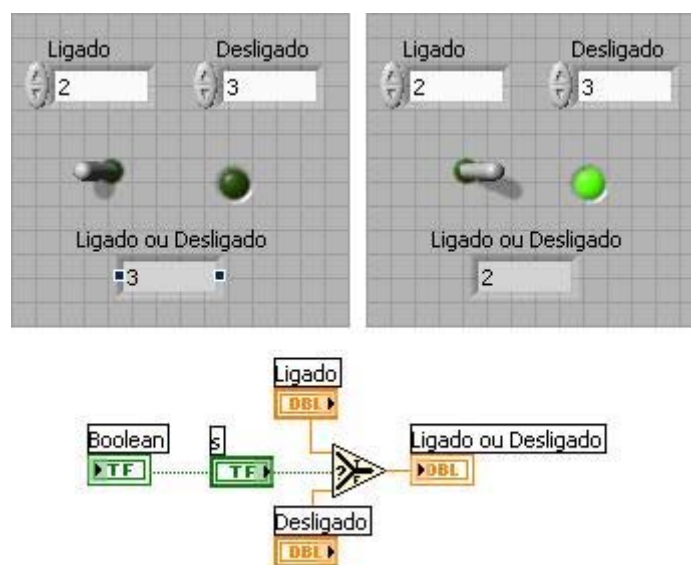 Ligado Desligado
2 3
Ligado ou Desligado
3
Ligado Desligado
2 3
Ligado ou Desligado
2
Ligado
DBL
Boolean s Ligado ou Desligado
TF TF ? T F DBL
Desligado
DBL